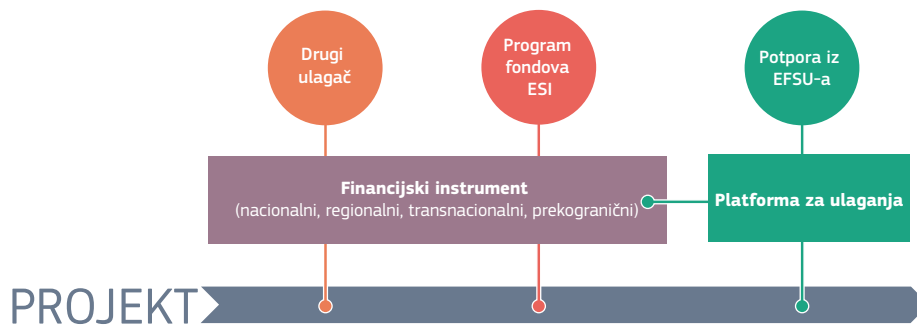 Drugi
ulagač
Program
fondova
ESI
Potpora iz
EFSU-a
Financijski instrument
(nacionalni, regionalni, transnacionalni, prekogranični)
Platforma za ulaganja
PROJEKT